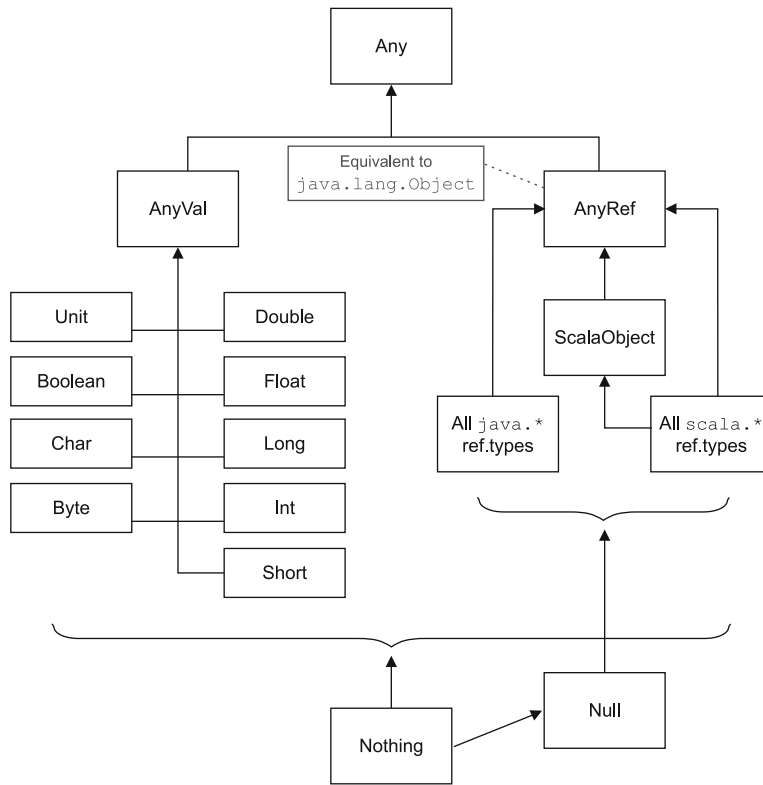 Any
Equivalent to
java.lang.Object
AnyVal
AnyRef
Unit
Double
ScalaObject
Boolean
Float
All java.*
ref.types
All scala.*
ref.types
Char
Long
Byte
Int
Short
Null
Nothing